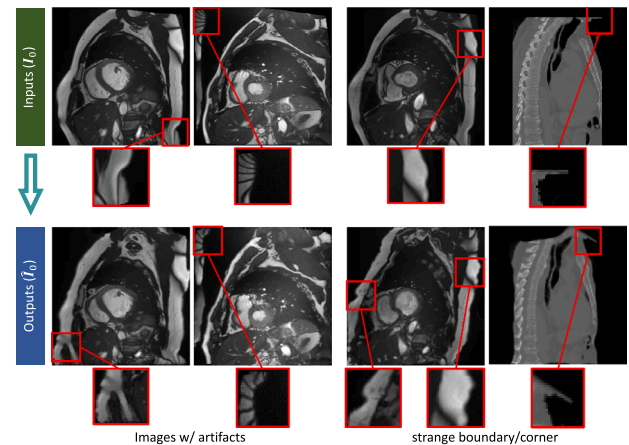 Inputs (I₀)
Outputs (Î₀)
Images w/ artifacts
strange boundary/corner